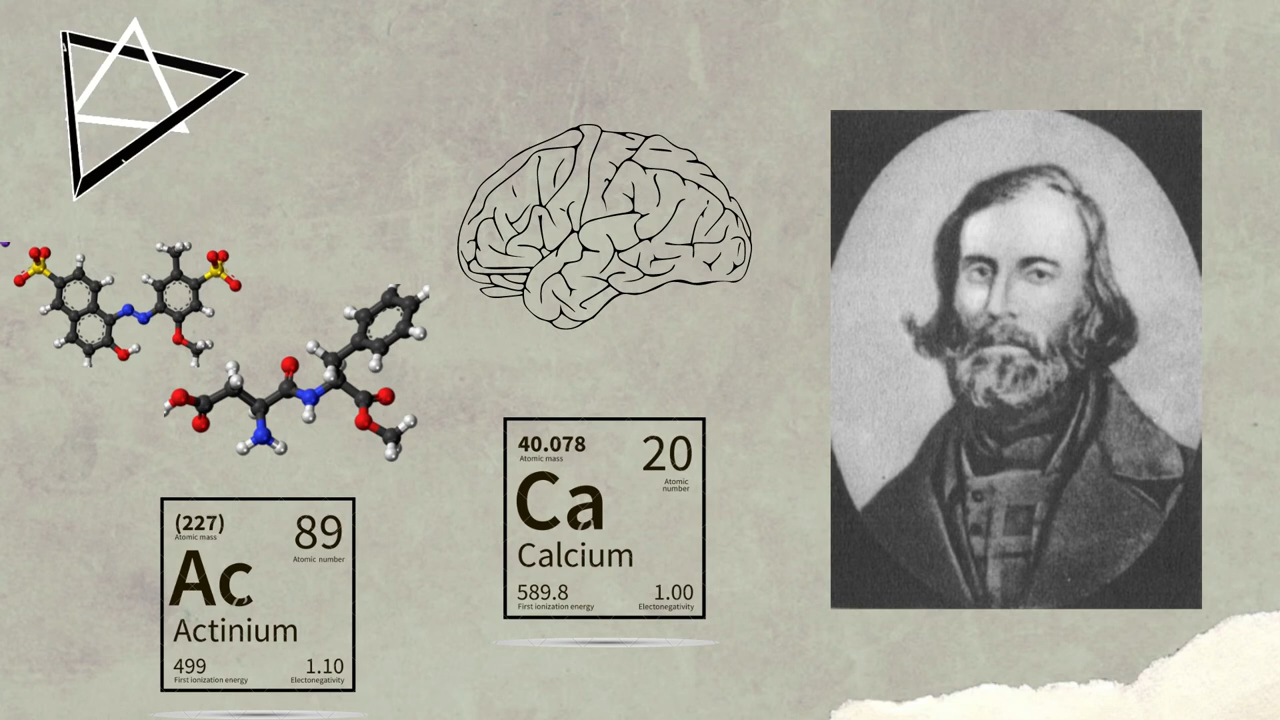 40.078
Atomic mass
20
Atomic
number
Ca
Calcium
589.8
First ionization energy
1.00
Electonegativity
(227)
Atomic mass
89
Atomic number
Ac
Actinium
499
First ionization energy
1.10
Electonegativity